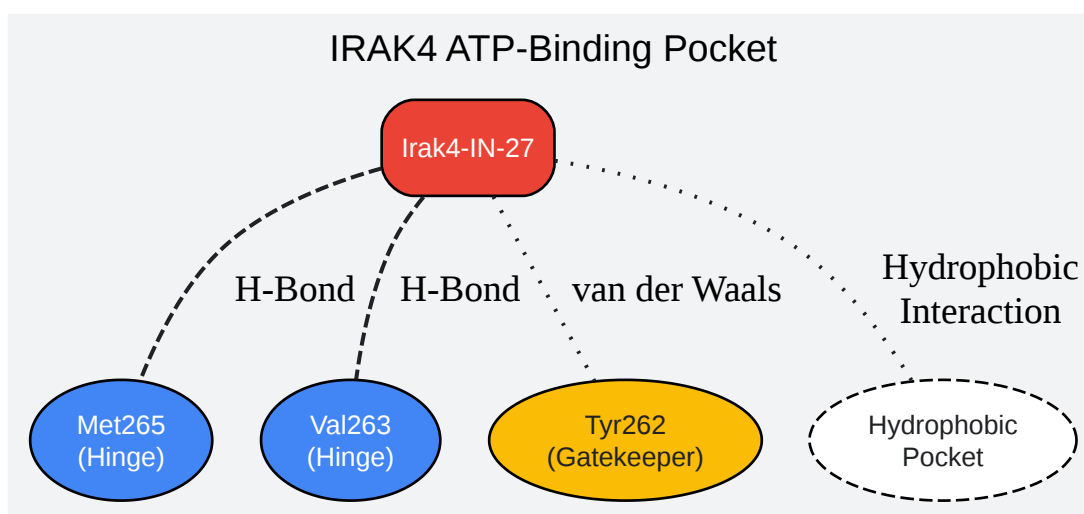 IRAK4 ATP-Binding Pocket
Irak4-IN-27
H-Bond
H-Bond
van der Waals
Hydrophobic
Interaction
Met265
(Hinge)
Val263
(Hinge)
Tyr262
(Gatekeeper)
Hydrophobic
Pocket